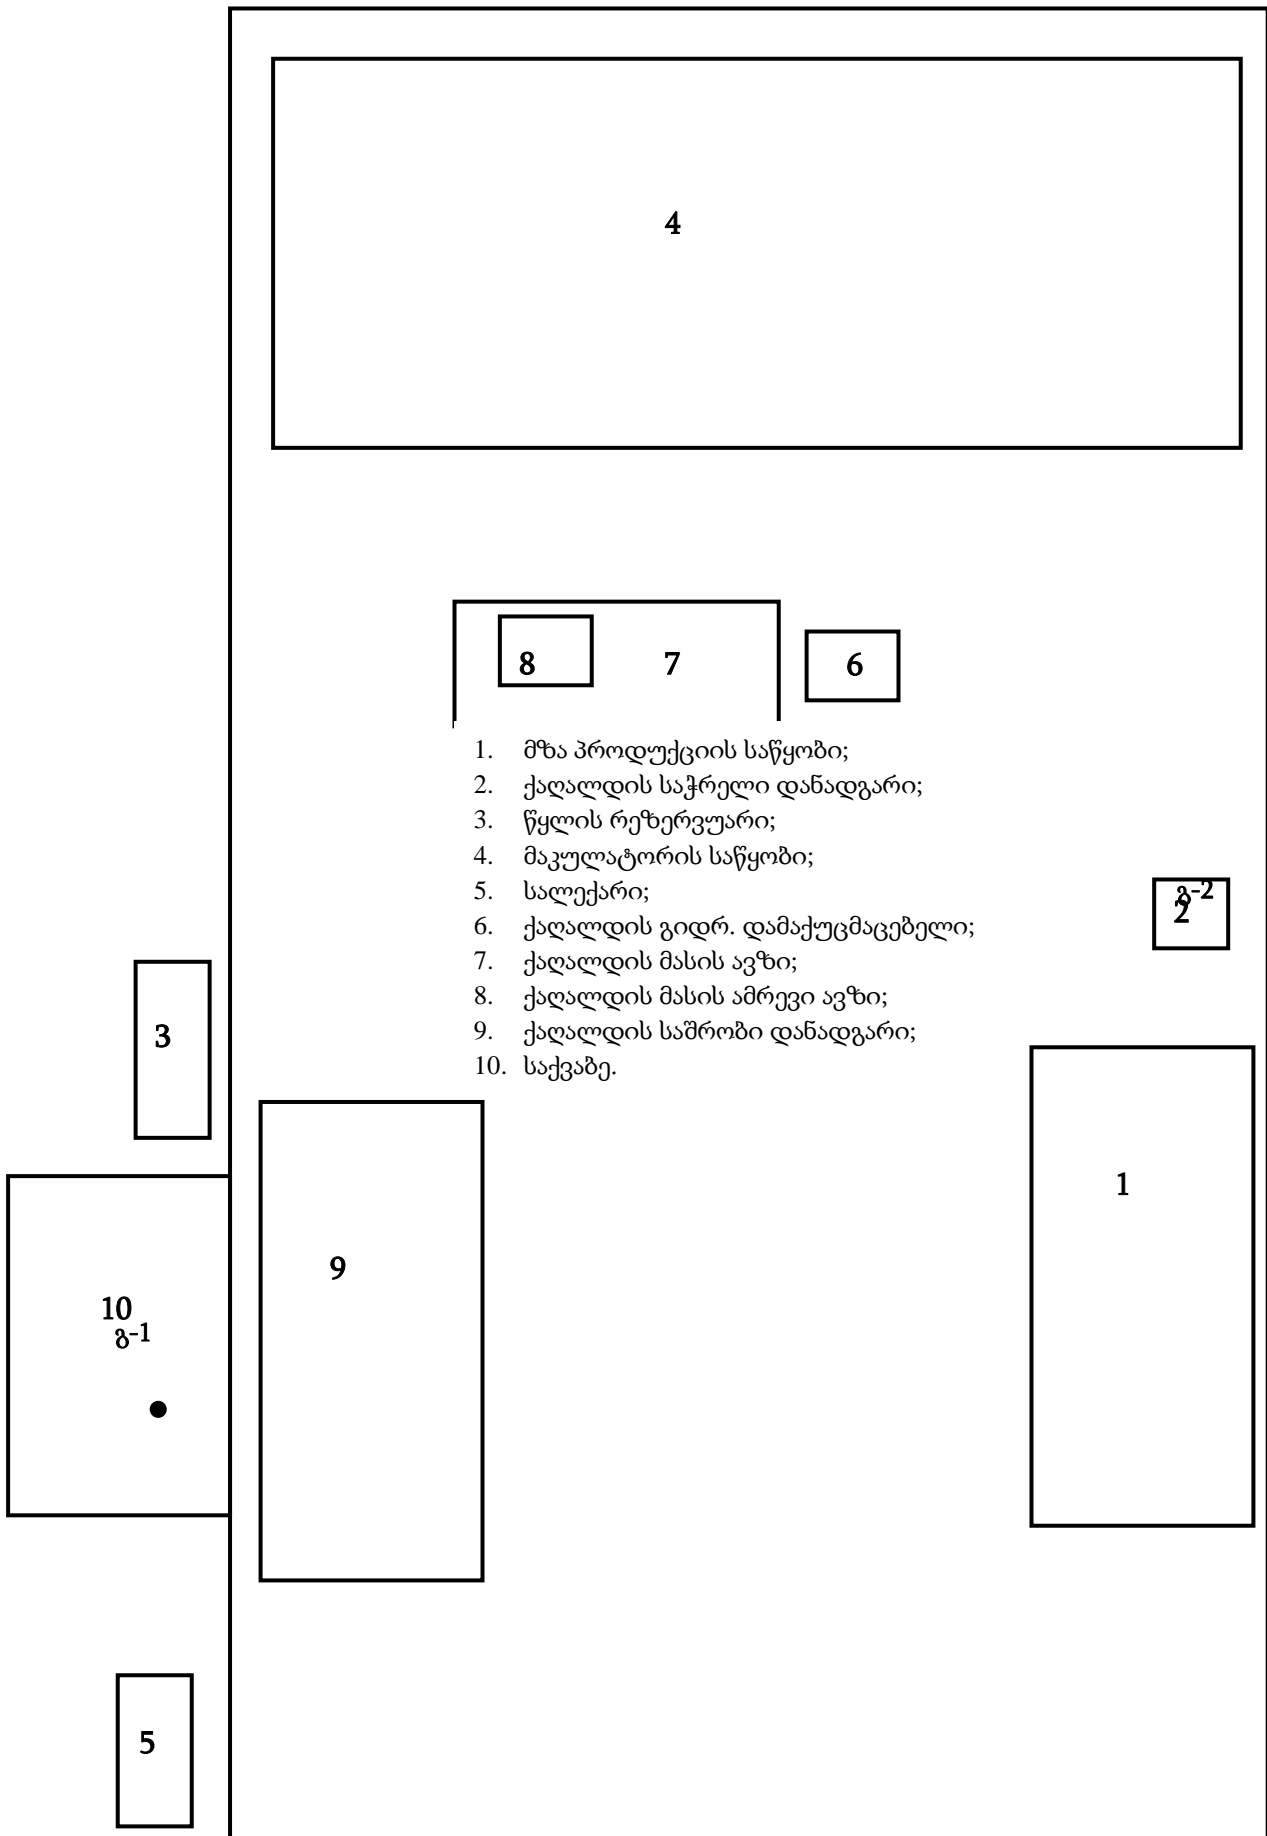 4
8
7
6
1. მზა პროდუქციის საწყობი;
2. ქაღალდის საჭრელი დანადგარი;
3. წყლის რეზერვუარი;
4. მაკულატორის საწყობი;
5. სალექარი;
6. ქაღალდის გიდრ. დამაქუცმაცებელი;
7. ქაღალდის მასის ავზი;
8. ქაღალდის მასის ამრევი ავზი;
9. ქაღალდის საშრობი დანადგარი;
10. საქვაბე.
გ-2
2
3
1
9
10
გ-1
5